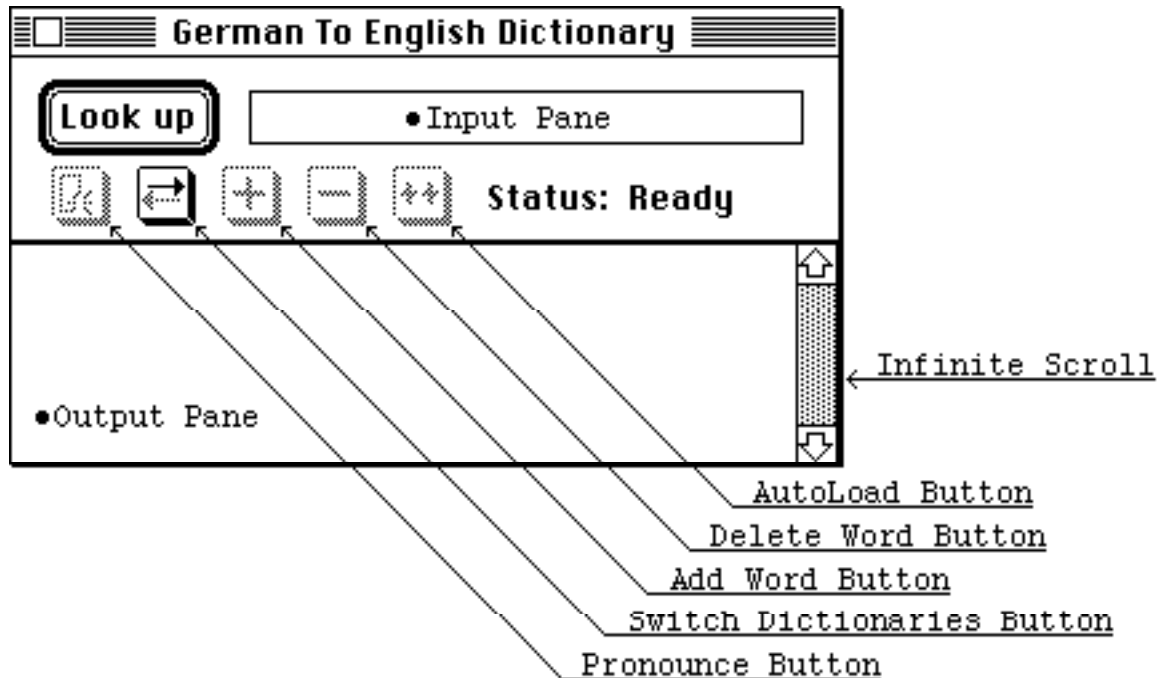 German To English Dictionary
Look up
•Input Pane
Status: Ready
Infinite Scroll
•Output Pane
AutoLoad Button
Delete Word Button
Add Word Button
Switch Dictionaries Button
Pronounce Button